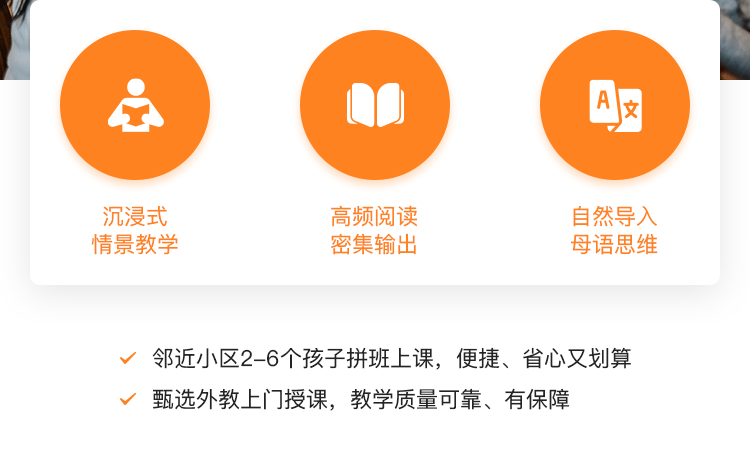 A 文
沉浸式
情景教学
高频阅读
密集输出
自然导入
母语思维
邻近小区2-6个孩子拼班上课，便捷、省心又划算
甄选外教上门授课，教学质量可靠、有保障